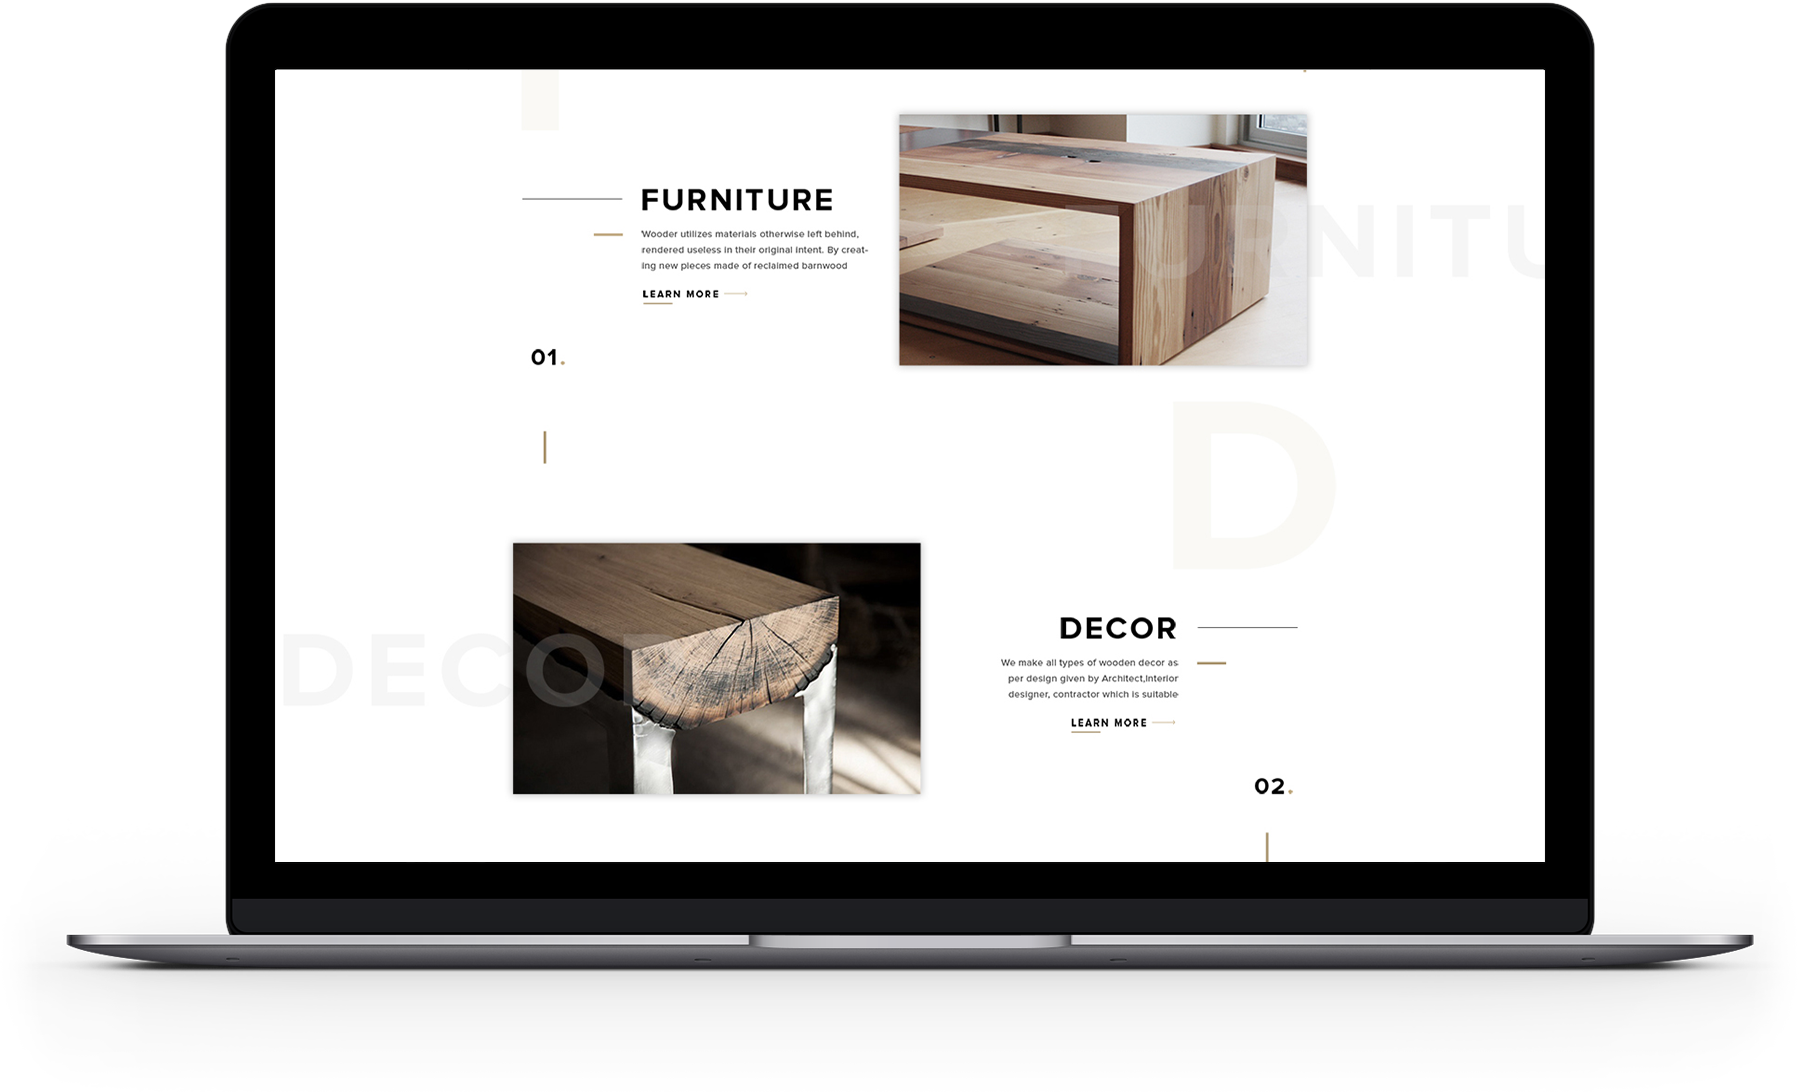 FURNITURE
Wooder utilizes materials otherwise left behind,
rendered useless in their original intent. By creat-
ing new pieces made of reclaimed barnwood
LEARN MORE
01.
FURNITU
D
DECOR
DECOR
We make all types of wooden decor as
per design given by Architect,Interior
designer, contractor which is suitable
LEARN MORE
02.